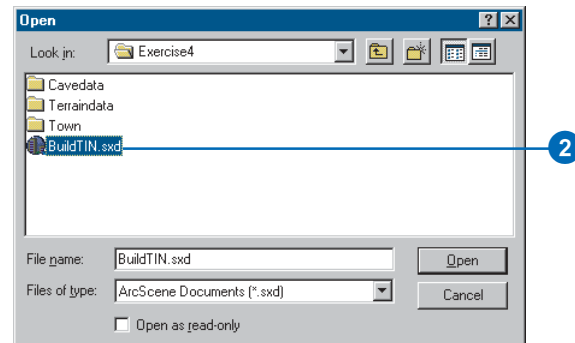 Open
Look in: Exercise4
Cavedata
Terraindata
Town
BuildTIN.sxd
2
File name: BuildTIN.sxd Open
Files of type: ArcScene Documents (*.sxd) Cancel
Open as read-only